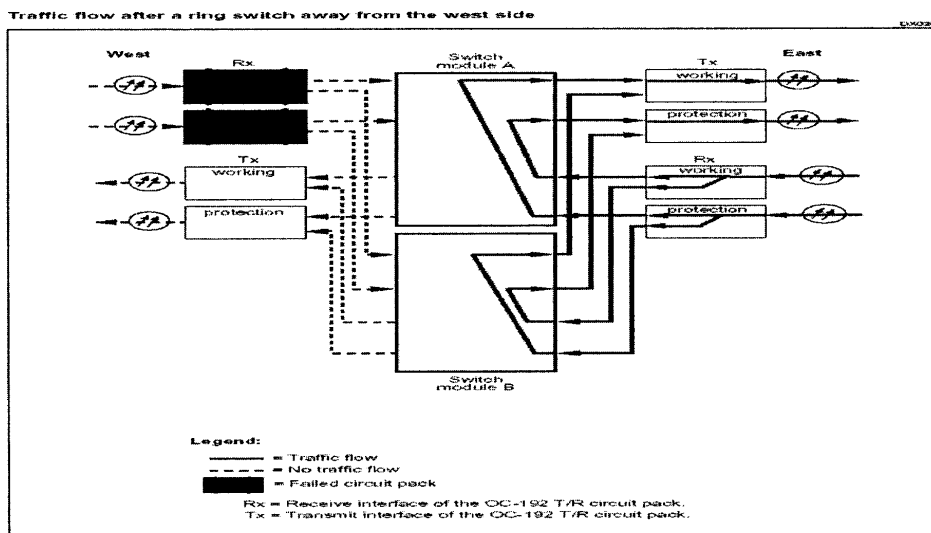 Traffic flow after a ring switch away from the west side
West
Rx
Switch
module A
Tx
working
East
protection
Tx
working
Rx
working
protection
protection
Switch
module B
Legend:
= Traffic flow
= No traffic flow
= Failed circuit pack
Rx = Receive interface of the OC-192 T/R circuit pack.
Tx = Transmit interface of the OC-192 T/R circuit pack.